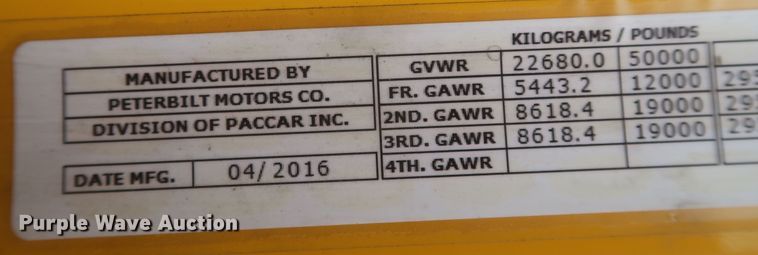 KILOGRAMS / POUNDS
MANUFACTURED BY
PETERBILT MOTORS CO.
DIVISION OF PACCAR INC.
DATE MFG. 04/2016
GVWR 22680.0 50000
FR. GAWR 5443.2 12000
2ND. GAWR 8618.4 19000
3RD. GAWR 8618.4 19000
4TH. GAWR
Purple Wave Auction